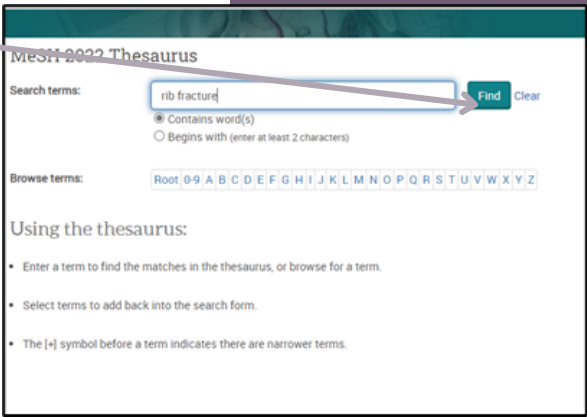 MeSH 2022 Thesaurus
Search terms:
rib fracture
Find Clear
Contains word(s)
Begins with (enter at least 2 characters)
Browse terms:
Root 0-9 A B C D E F G H I J K L M N O P Q R S T U V W X Y Z
Using the thesaurus:
• Enter a term to find the matches in the thesaurus, or browse for a term.
• Select terms to add back into the search form.
• The [+] symbol before a term indicates there are narrower terms.